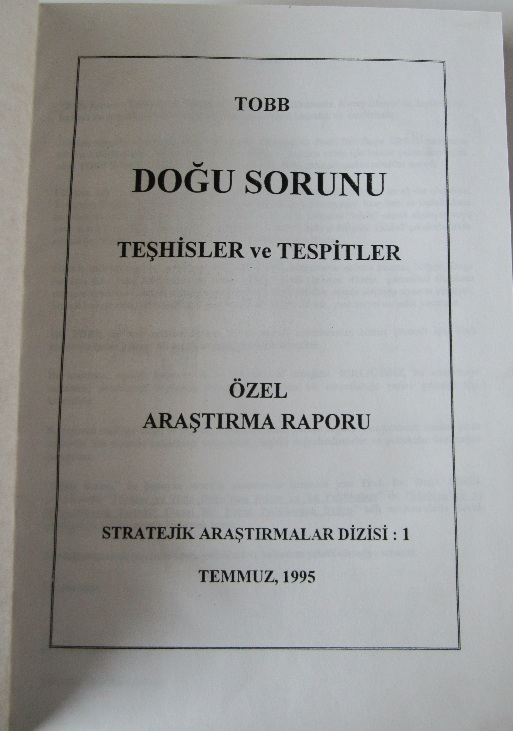 TOBB
DOĞU SORUNU
TEŞHİSLER ve TESPİTLER
ÖZEL
ARAŞTIRMA RAPORU
STRATEJİK ARAŞTIRMALAR DİZİSİ : 1
TEMMUZ, 1995